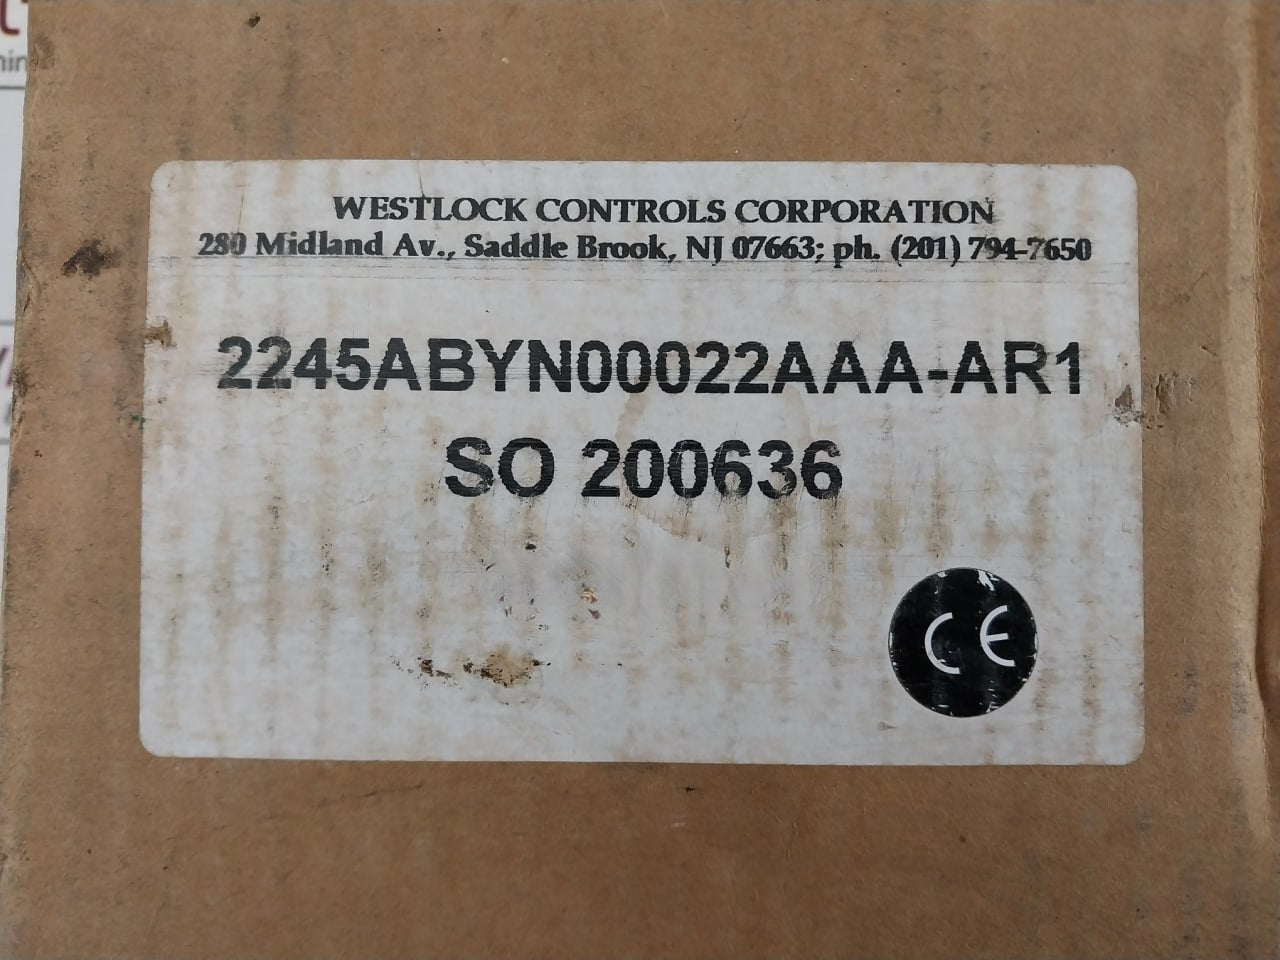 WESTLOCK CONTROLS CORPORATION
280 Midland Av., Saddle Brook, NJ 07663; ph. (201) 794-7650
2245ABYN00022AAA-AR1
SO 200636
CE